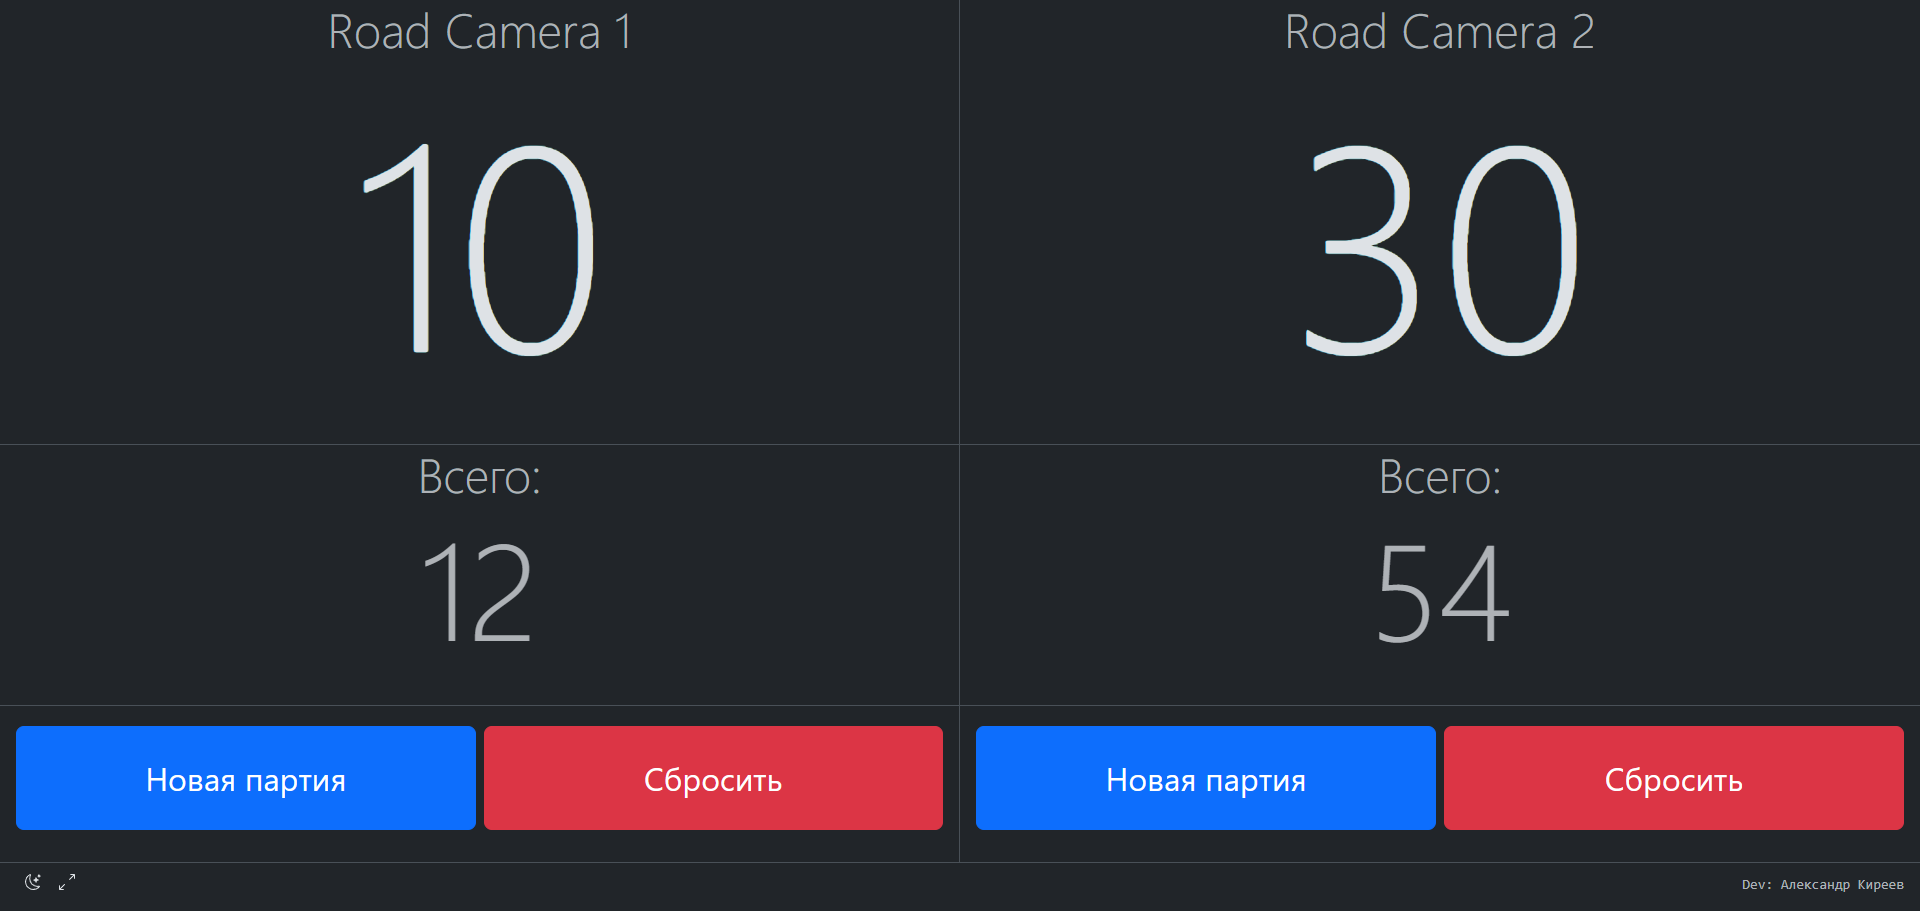 Road Camera 1
10
Всего:
12
Новая партия
Сбросить
Road Camera 2
30
Всего:
54
Новая партия
Сбросить
Dev: Александр Киреев